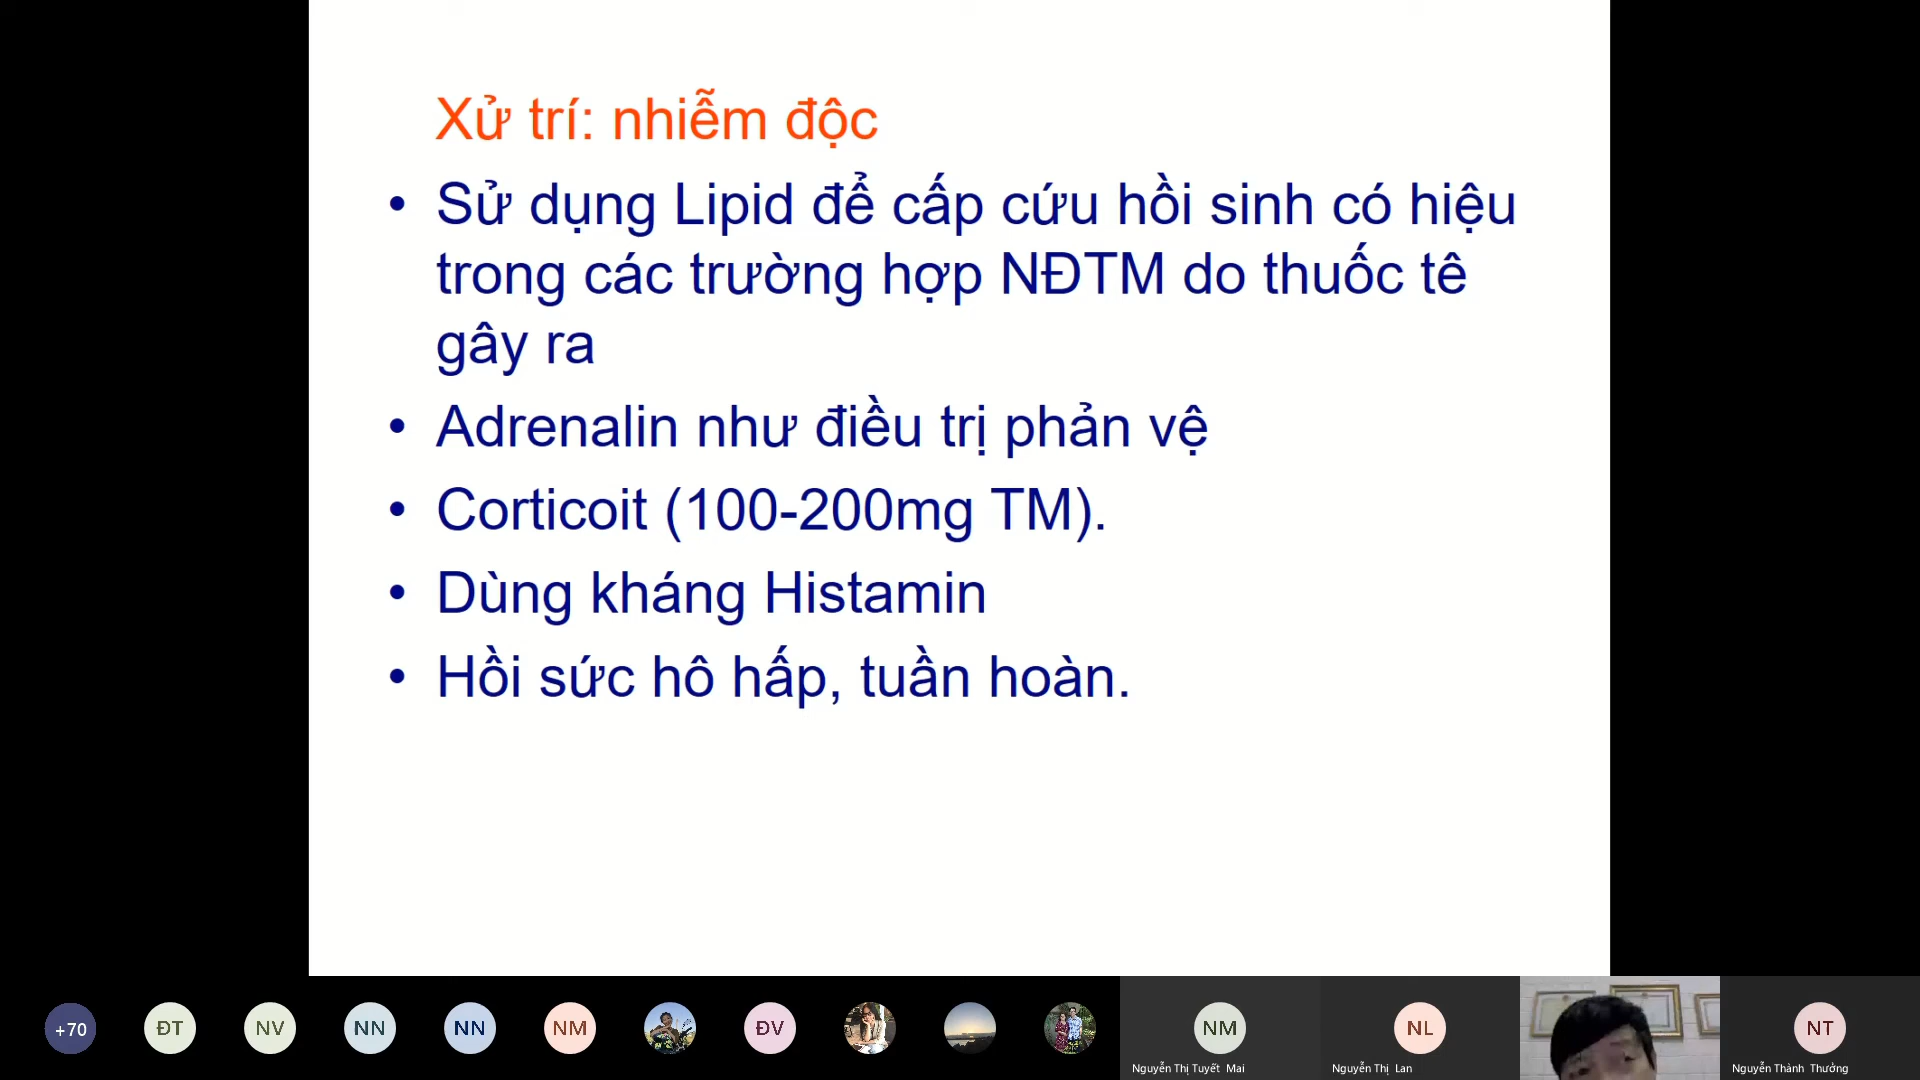 Xử trí: nhiễm độc
• Sử dụng Lipid để cấp cứu hồi sinh có hiệu
trong các trường hợp NĐTM do thuốc tê
gây ra
• Adrenalin như điều trị phản vệ
• Corticoit (100-200mg TM).
• Dùng kháng Histamin
• Hồi sức hô hấp, tuần hoàn.
+70
ĐT
NV
NN
NN
NM
ĐV
NM
Nguyễn Thị Tuyết Mai
NL
Nguyễn Thị Lan
NT
Nguyễn Thành Thưởng